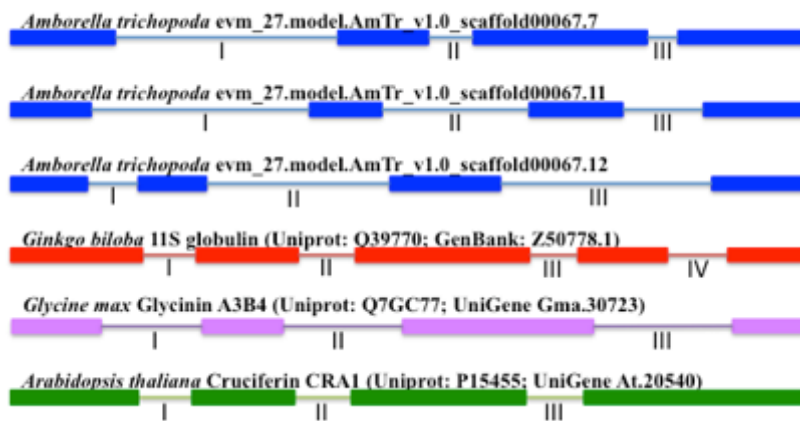 Amborella trichopoda evm_27.model.AmTr_v1.0_scaffold00067.7
I II III
Amborella trichopoda evm_27.model.AmTr_v1.0_scaffold00067.11
I II III
Amborella trichopoda evm_27.model.AmTr_v1.0_scaffold00067.12
I II III
Ginkgo biloba 11S globulin (Uniprot: Q39770; GenBank: Z50778.1)
I II III IV
Glycine max Glycinin A3B4 (Uniprot: Q7GC77; UniGene Gma.30723)
I II III
Arabidopsis thaliana Cruciferin CRA1 (Uniprot: P15455; UniGene At.20540)
I II III